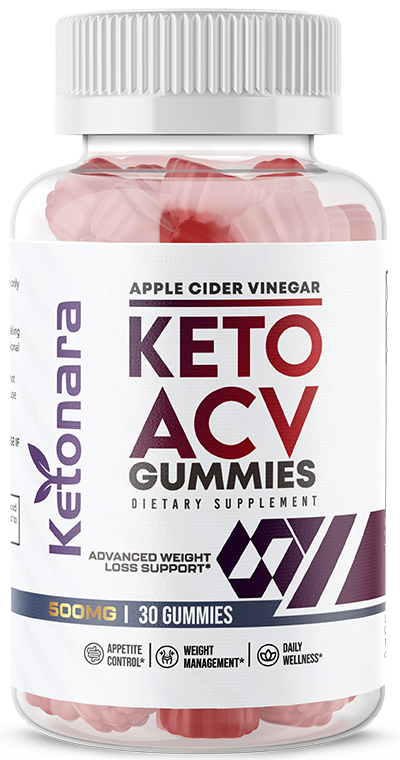 APPLE CIDER VINEGAR
KETO
ACV
GUMMIES
DIETARY SUPPLEMENT
Ketonara
ADVANCED WEIGHT
LOSS SUPPORT*
500MG | 30 GUMMIES
APPETITE
CONTROL*
WEIGHT
MANAGEMENT*
DAILY
WELLNESS*
only